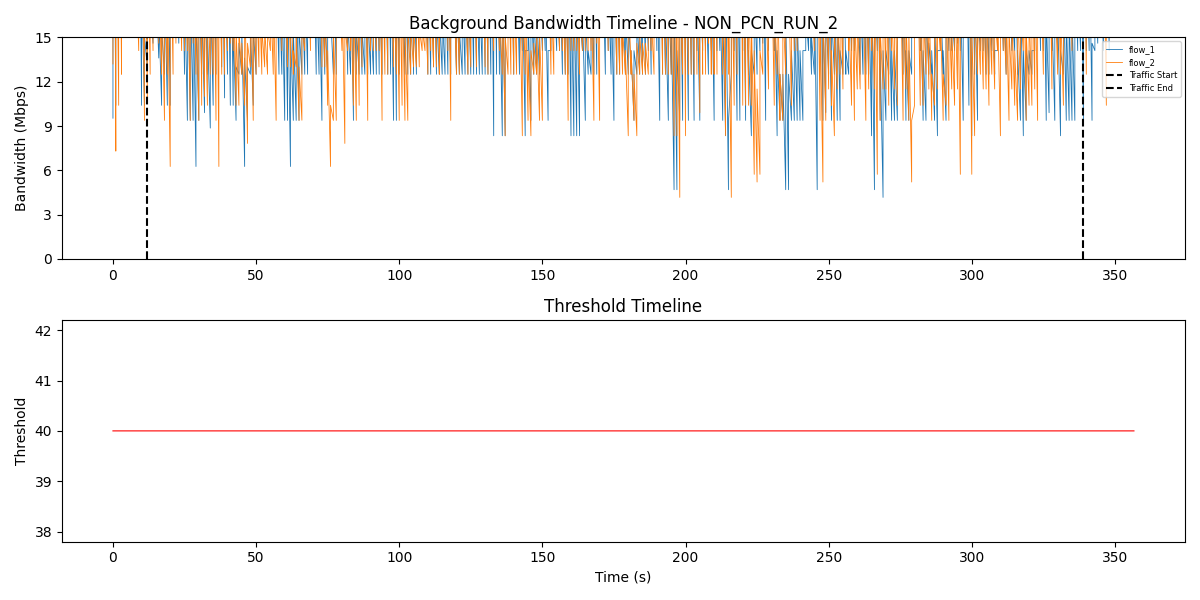 Background Bandwidth Timeline - NON_PCN_RUN_2
Bandwidth (Mbps)
15
12
9
6
3
0
flow_1
flow_2
Traffic Start
Traffic End
0 50 100 150 200 250 300 350
Threshold Timeline
Threshold
42
41
40
39
38
0 50 100 150 200 250 300 350
Time (s)